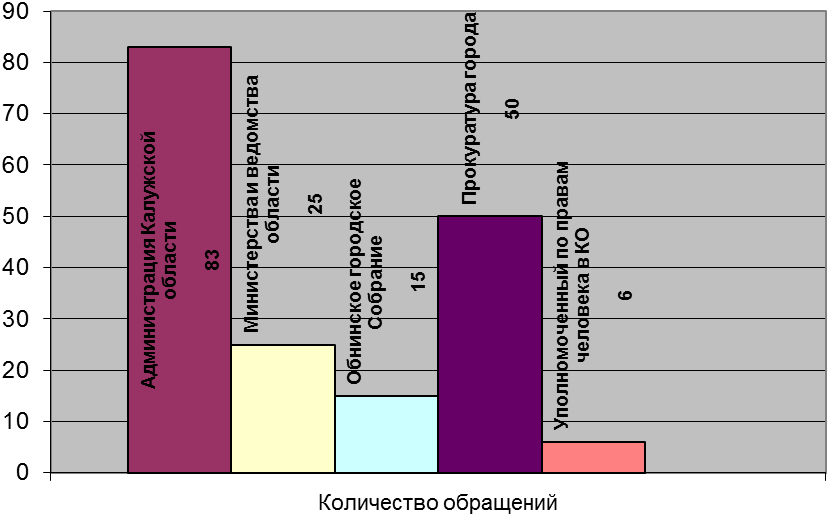 90
80
70
60
50
40
30
20
10
0
Администрация Калужской
области
83
Министерства и ведомства
области
25
Обнинское городское
Собрание
15
Прокуратура города
50
Уполномоченный по правам
человека в КО
6
Количество обращений